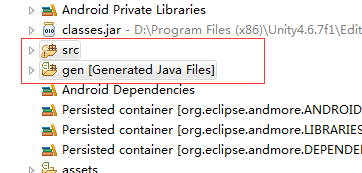 Android Private Libraries
classes.jar - D:\Program Files (x86)\Unity4.6.7f1\Edit
src
gen [Generated Java Files]
Android Dependencies
Persisted container [org.eclipse.andmore.ANDROI
Persisted container [org.eclipse.andmore.LIBRARIES
Persisted container [org.eclipse.andmore.DEPENDE
assets